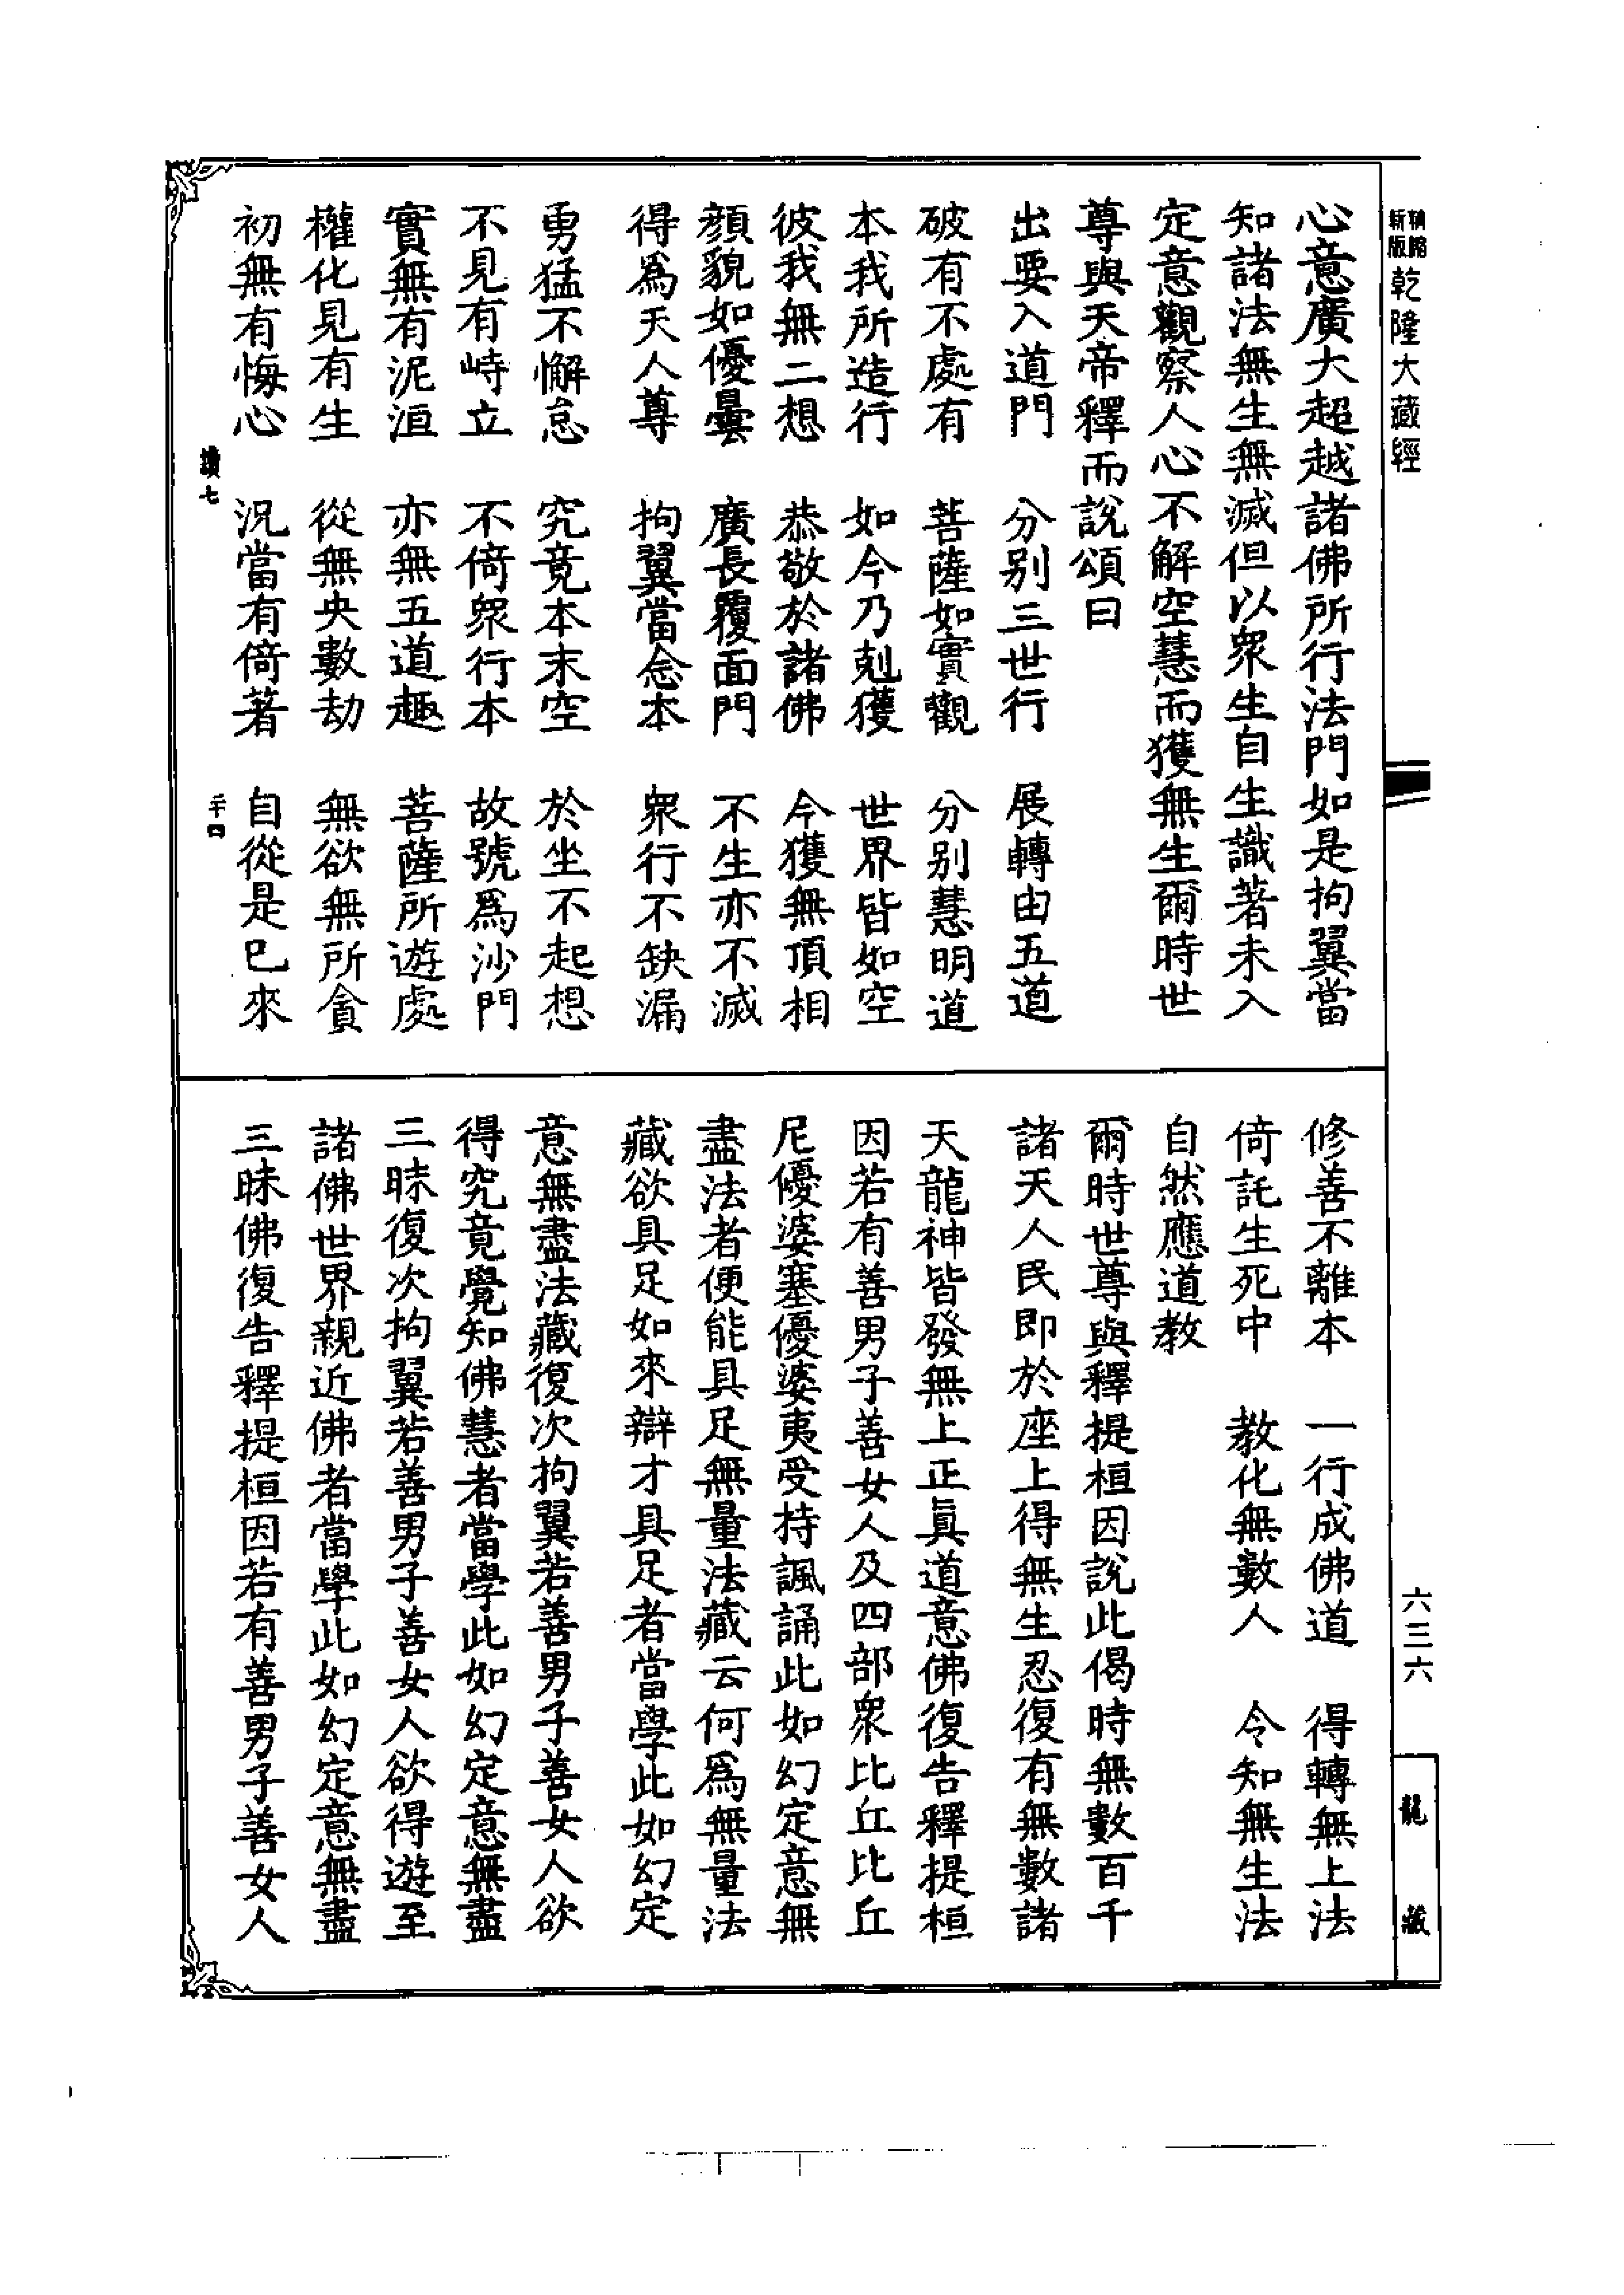 精縮
新版
乾隆大藏經
心意廣大超越諸佛所行法門如是拘翼當
知諸法無生無滅但以衆生自生識著未入
定意觀察人心不解空慧而獲無生爾時世
尊與天帝釋而說頌曰
出要入道門 分别三世行 展轉由五道
破有不處有 菩薩如實觀 分别慧明道
本我所造行 如今乃剋獲 世界皆如空
彼我無二想 恭敬於諸佛 今獲無頂相
顏貌如優曇 廣長覆面門 不生亦不滅
得爲天人尊 拘翼當念本 衆行不缺漏
勇猛不懈怠 究竟本末空 於坐不起想
不見有峙立 不倚衆行本 故號爲沙門
實無有泥洹 亦無五道趣 菩薩所遊處
權化見有生 從無央數劫 無欲無所貪
初無有悔心 況當有倚著 自從是巳來
讀七 二十四
修善不離本 一行成佛道 得轉無上法
倚託生死中 教化無數人 令知無生法
自然應道教
爾時世尊與釋提桓因說此偈時無數百千
諸天人民即於座上得無生忍復有無數諸
天龍神皆發無上正眞道意佛復告釋提桓
因若有善男子善女人及四部衆比丘比丘
尼優婆塞優婆夷受持諷誦此如幻定意無
盡法者便能具足無量法藏云何爲無量法
藏欲具足如來辯才具足者當學此如幻定
意無盡法藏復次拘翼若善男子善女人欲
得究竟覺知佛慧者當學此如幻定意無盡
三昧復次拘翼若善男子善女人欲得遊至
諸佛世界親近佛者當學此如幻定意無盡
三昧佛復告釋提桓因若有善男子善女人
六三六
龍藏